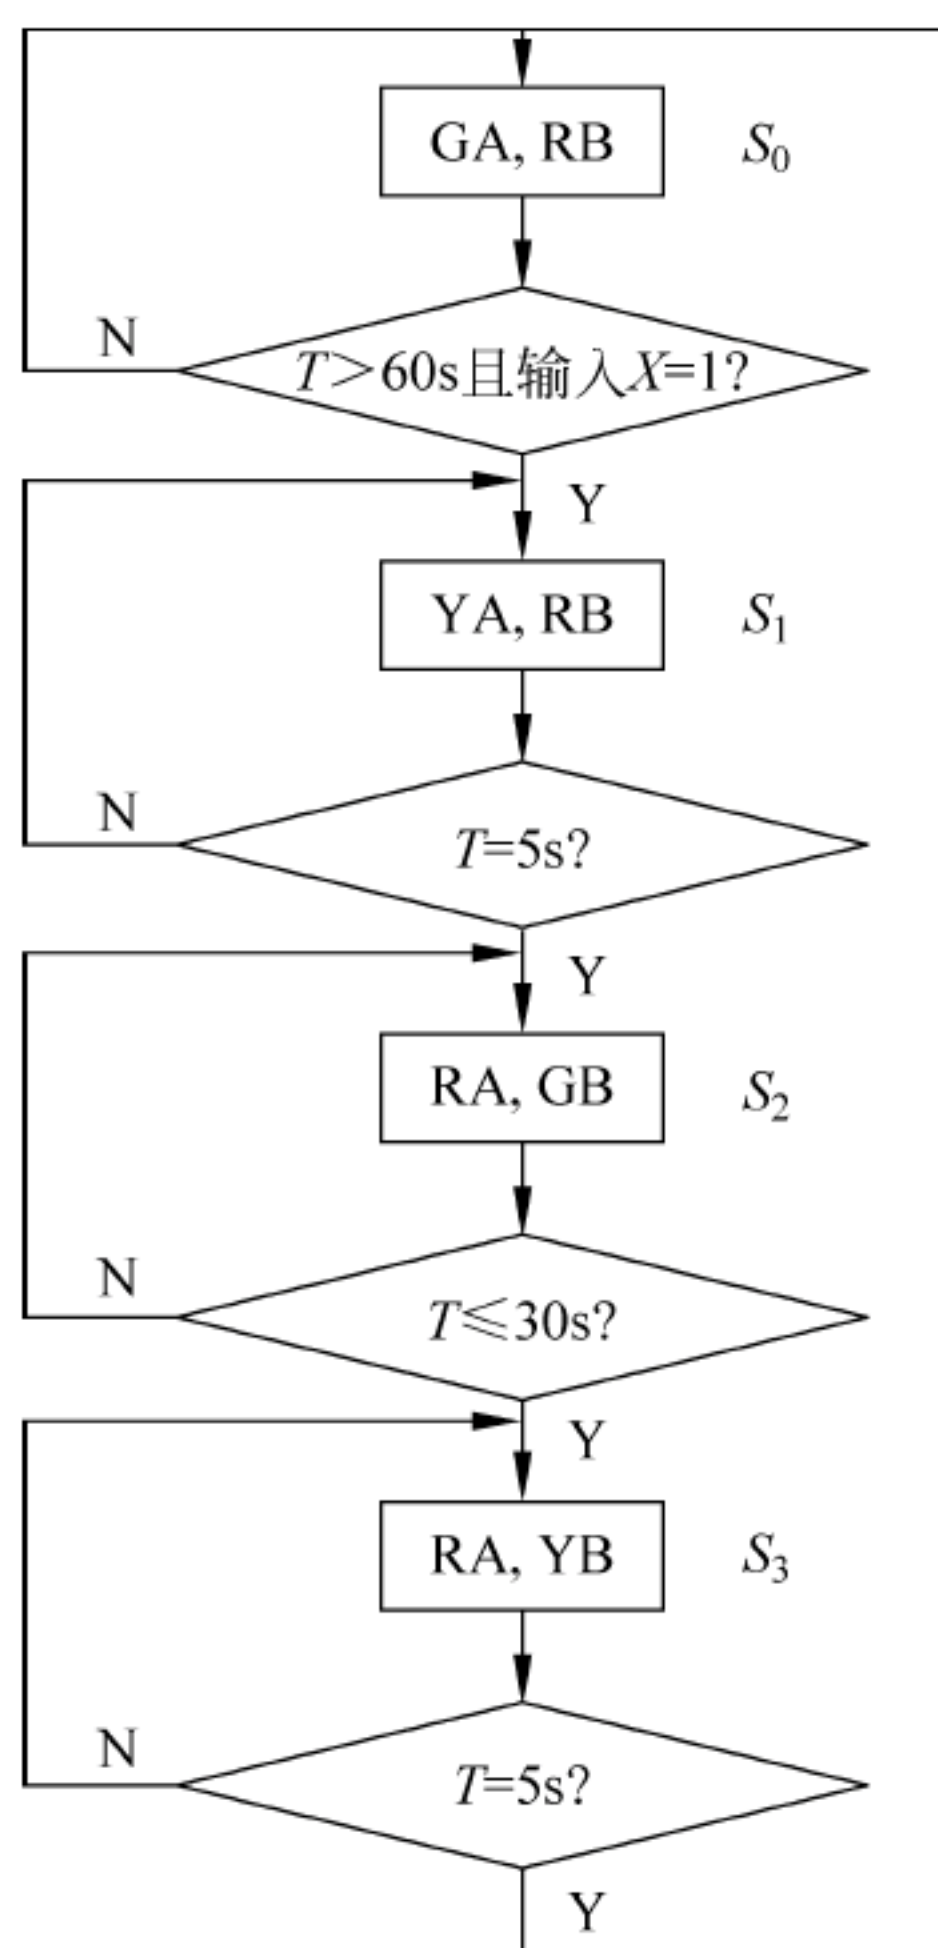 GA, RB S₀
N
T>60s且输入X=1?
Y
YA, RB S₁
N
T=5s?
Y
RA, GB S₂
N
T⩽30s?
Y
RA, YB S₃
N
T=5s?
Y